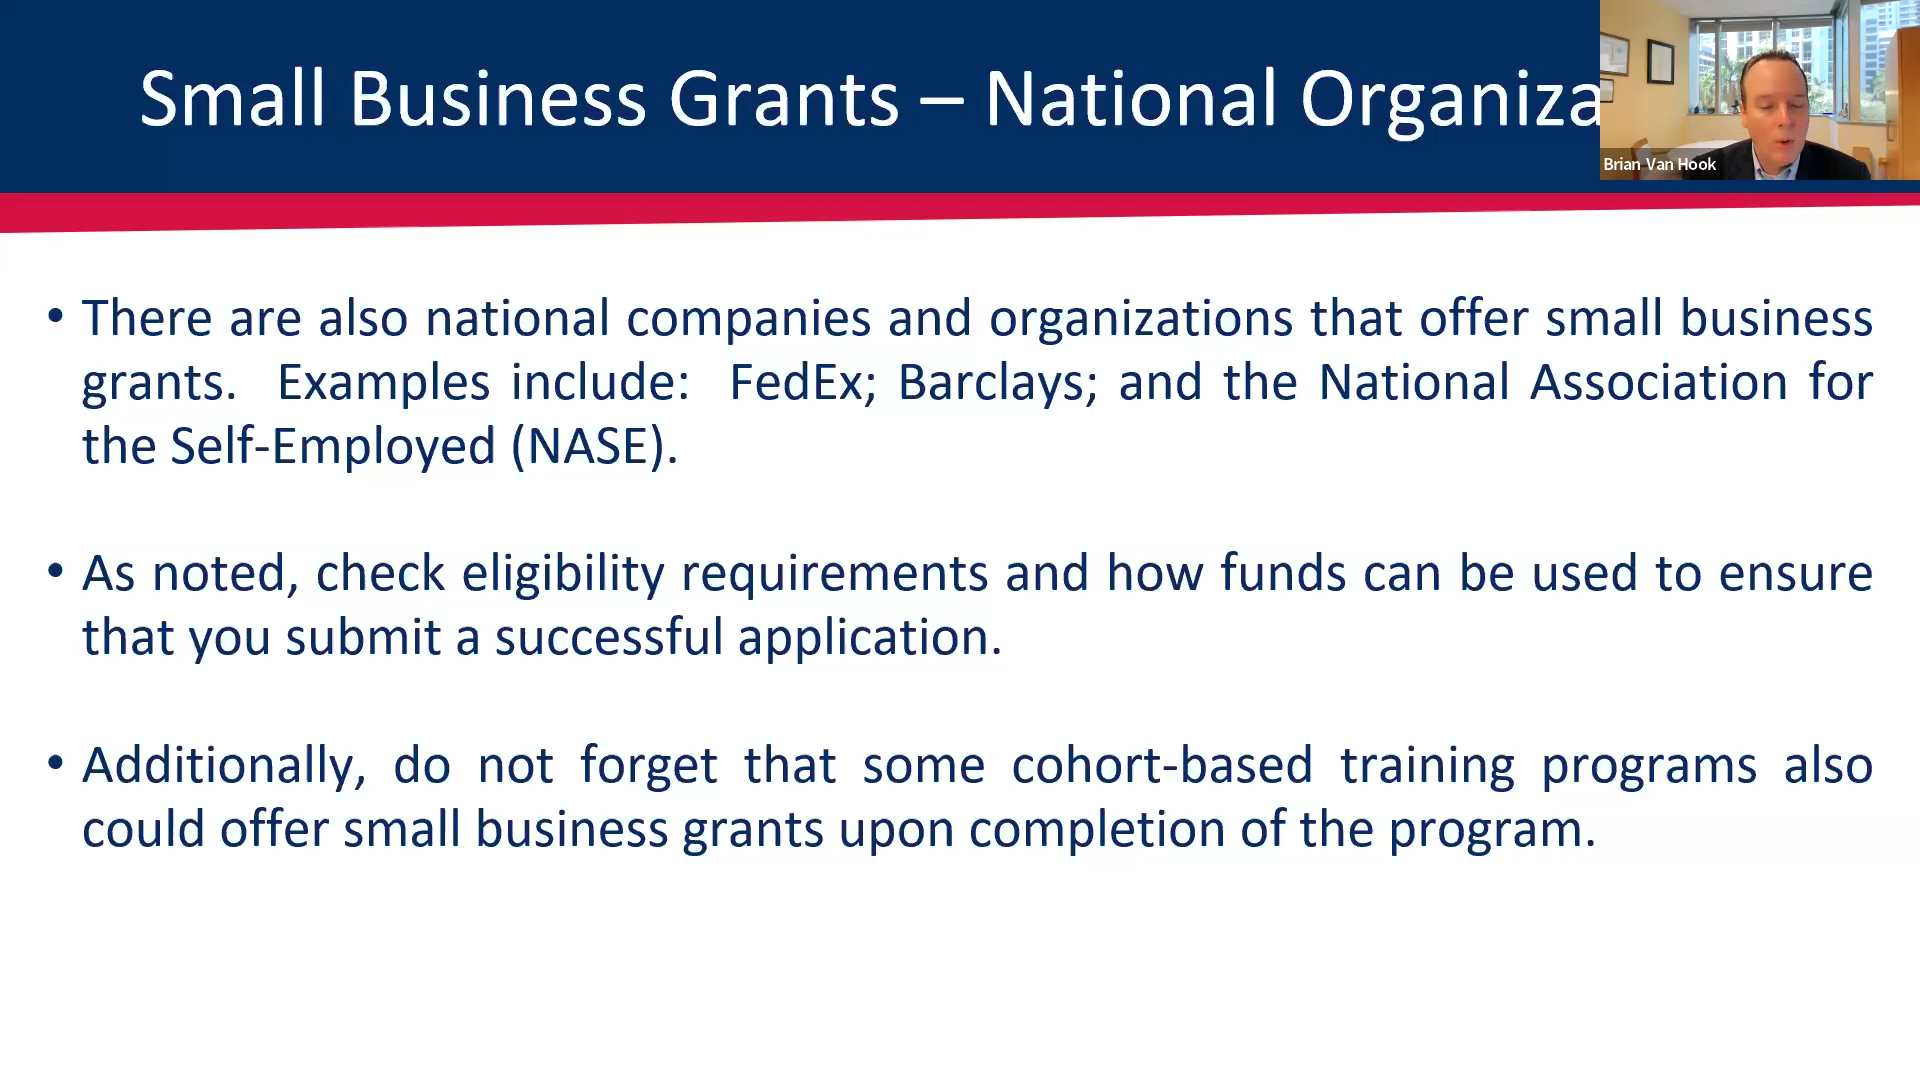 Small Business Grants – National Organiza
Brian Van Hook
• There are also national companies and organizations that offer small business
grants.  Examples include:  FedEx; Barclays; and the National Association for
the Self-Employed (NASE).
• As noted, check eligibility requirements and how funds can be used to ensure
that you submit a successful application.
• Additionally, do not forget that some cohort-based training programs also
could offer small business grants upon completion of the program.